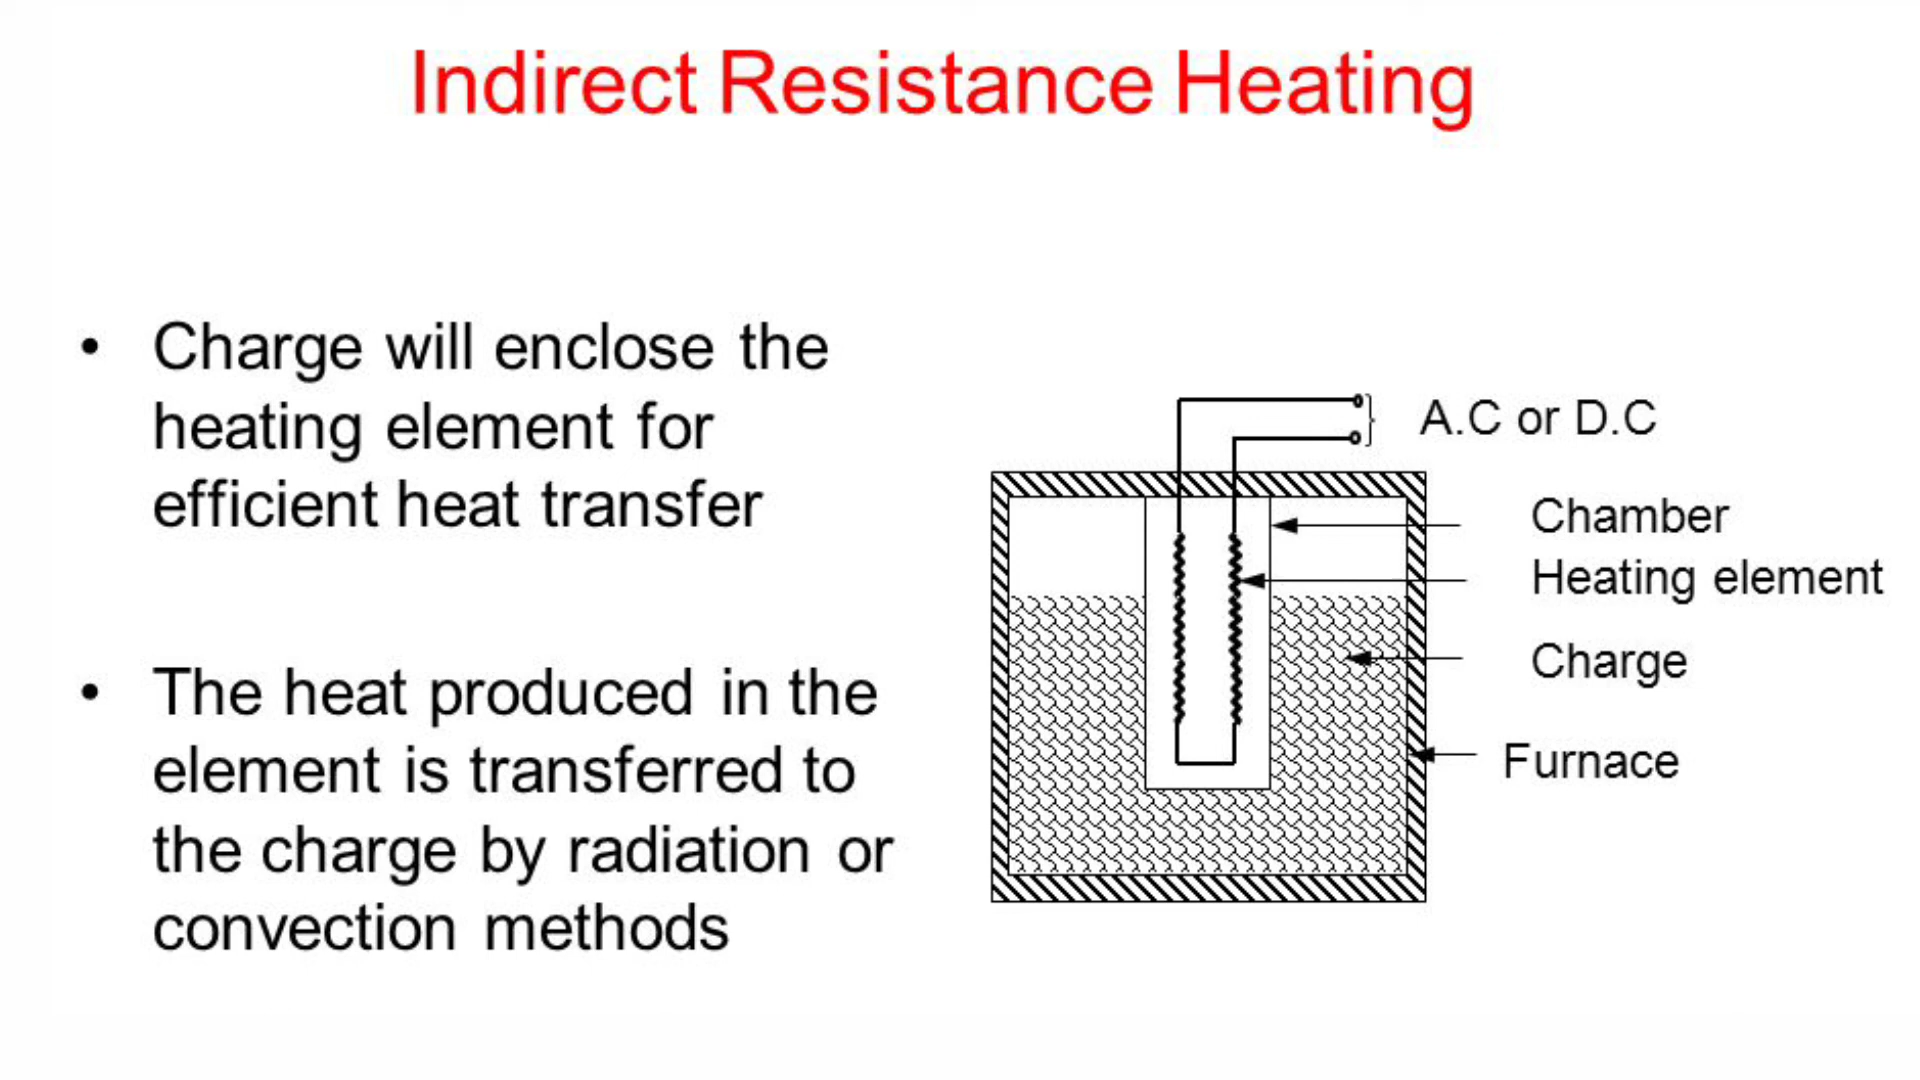 Indirect Resistance Heating
• Charge will enclose the
heating element for
efficient heat transfer
• The heat produced in the
element is transferred to
the charge by radiation or
convection methods
A.C or D.C
Chamber
Heating element
Charge
Furnace